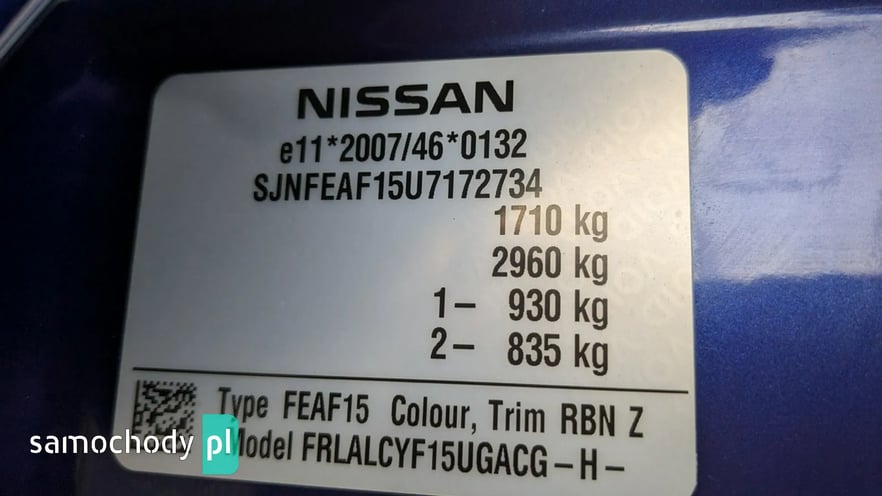 NISSAN
e11*2007/46*0132
SJNFEAF15U7172734
1710 kg
2960 kg
1- 930 kg
2- 835 kg
Type FEAF15 Colour, Trim RBN Z
Model FRLALCYF15UGACG-H-
samochody pl